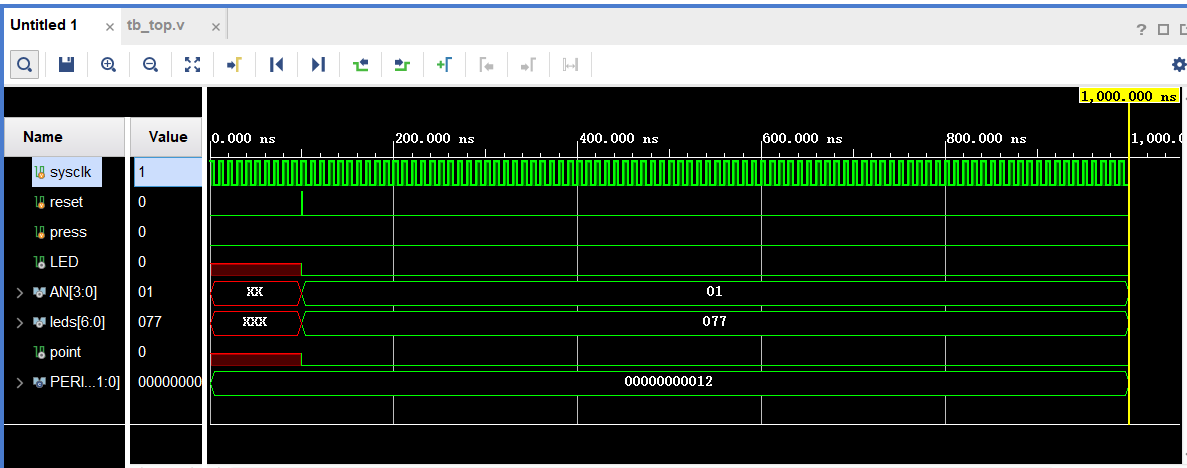 Untitled 1 × tb_top.v ×
?
1,000.000 ns
Name Value
0.000 ns 200.000 ns 400.000 ns 600.000 ns 800.000 ns 1,000.
sysclk 1
reset 0
press 0
LED 0
AN[3:0] 01 XX 01
leds[6:0] 077 XXX 077
point 0
PERI...1:0] 00000000 00000000012